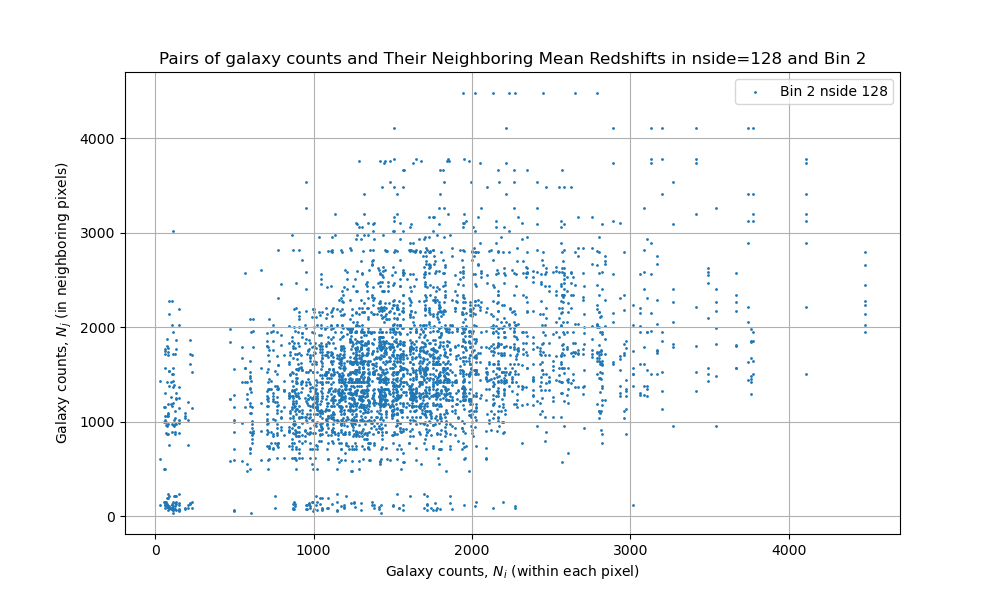 Pairs of galaxy counts and Their Neighboring Mean Redshifts in nside=128 and Bin 2
Bin 2 nside 128
Galaxy counts, Nj (in neighboring pixels)
4000
3000
2000
1000
0
0 1000 2000 3000 4000
Galaxy counts, Ni (within each pixel)